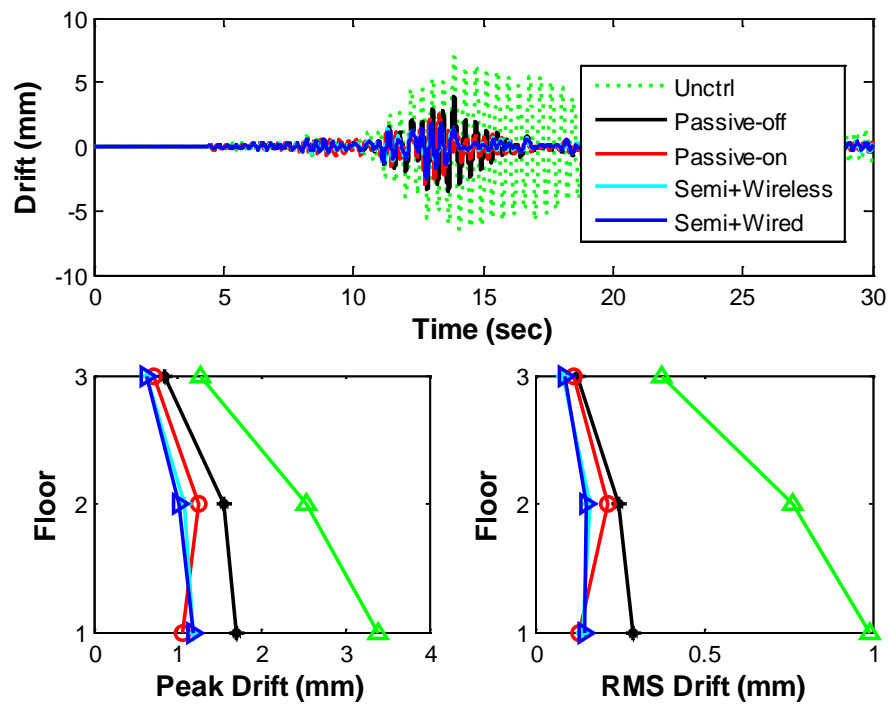 10
5
0
-5
-10
Drift (mm)
Unctrl
Passive-off
Passive-on
Semi+Wireless
Semi+Wired
0 5 10 15 20 25 30
Time (sec)
3
2
1
Floor
0 1 2 3 4
Peak Drift (mm)
3
2
1
Floor
0 0.5 1
RMS Drift (mm)